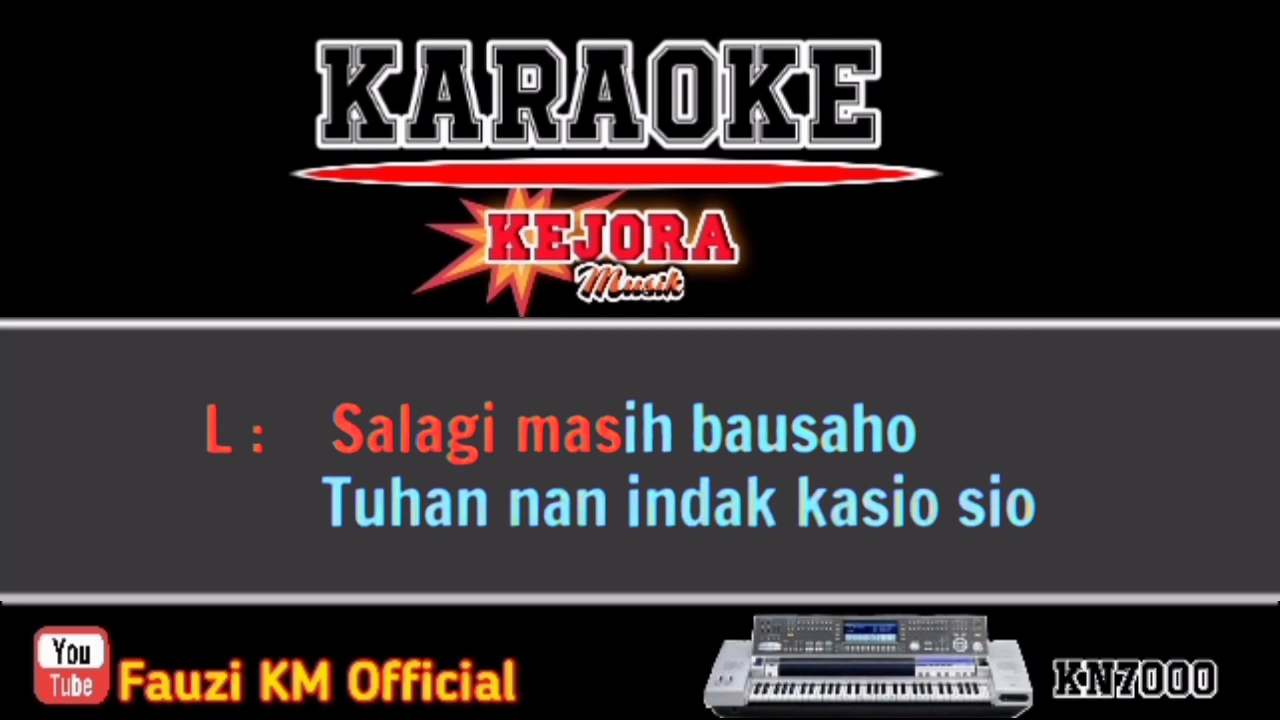 KARAOKE
KEJORA
Musik
L : Salagi masih bausaho
Tuhan nan indak kasio sio
You
Tube
Fauzi KM Official
KN7000